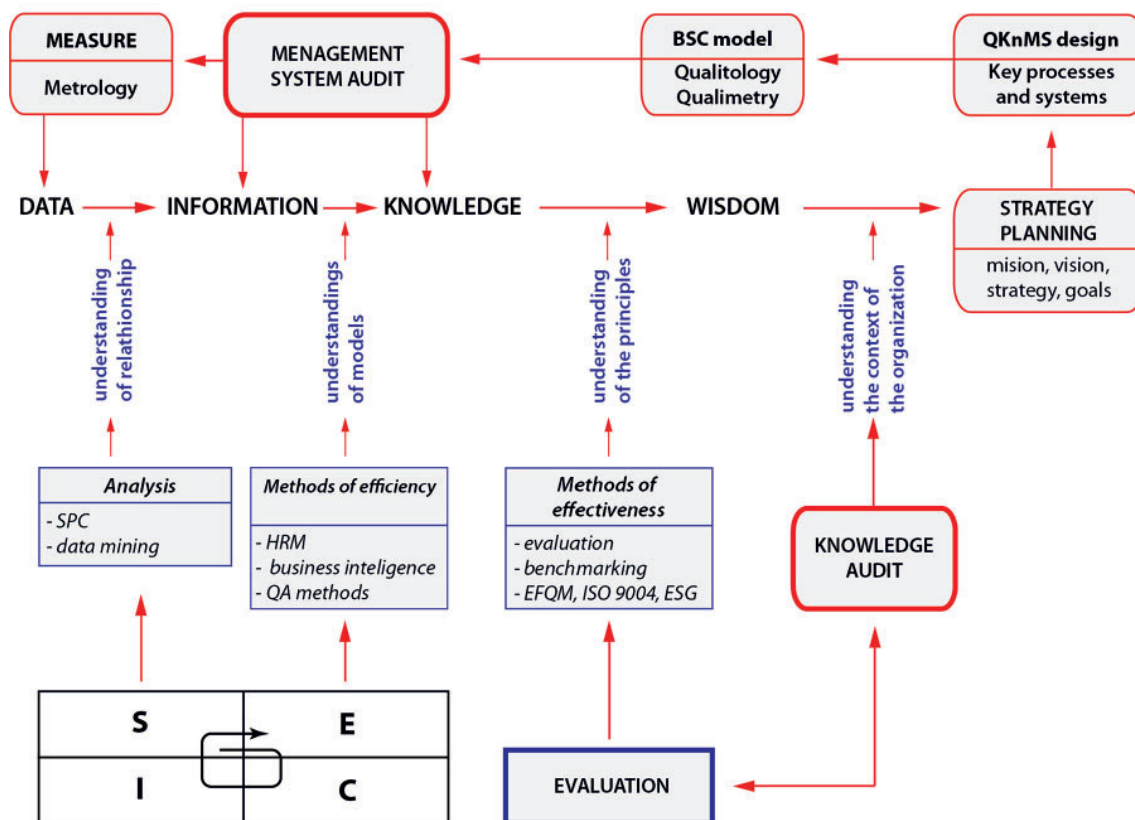 MEASURE
Metrology
MENAGEMENT
SYSTEM AUDIT
BSC model
Qualitology
Qualimetry
QKnMS design
Key processes
and systems
DATA
INFORMATION
KNOWLEDGE
WISDOM
STRATEGY
PLANNING
mision, vision,
strategy, goals
understanding
of relathionship
understandings
of models
understanding
of the principles
understanding
the context of
the organization
Analysis
- SPC
- data mining
Methods of efficiency
- HRM
- business inteligence
- QA methods
Methods of
effectiveness
- evaluation
- benchmarking
- EFQM, ISO 9004, ESG
KNOWLEDGE
AUDIT
S
E
I
C
EVALUATION